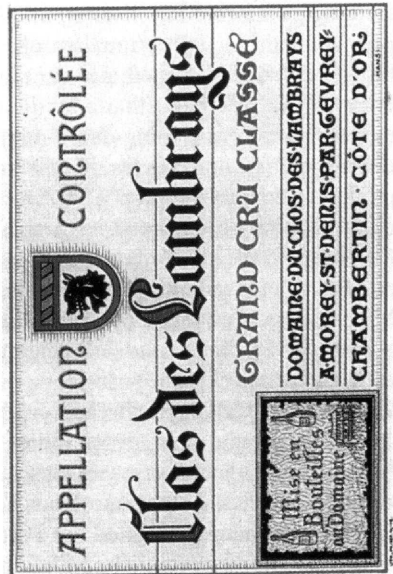 APPELLATION CONTRÔLÉE
Clos des Lambrays
GRAND CRU CLASSÉ
DOMAINE·DU·CLOS·DES·LAMBRAYS
A·MOREY·ST·DENIS·PAR·GEVREY-
CHAMBERTIN · CÔTE D'OR
Mise en
Bouteilles
au Domaine